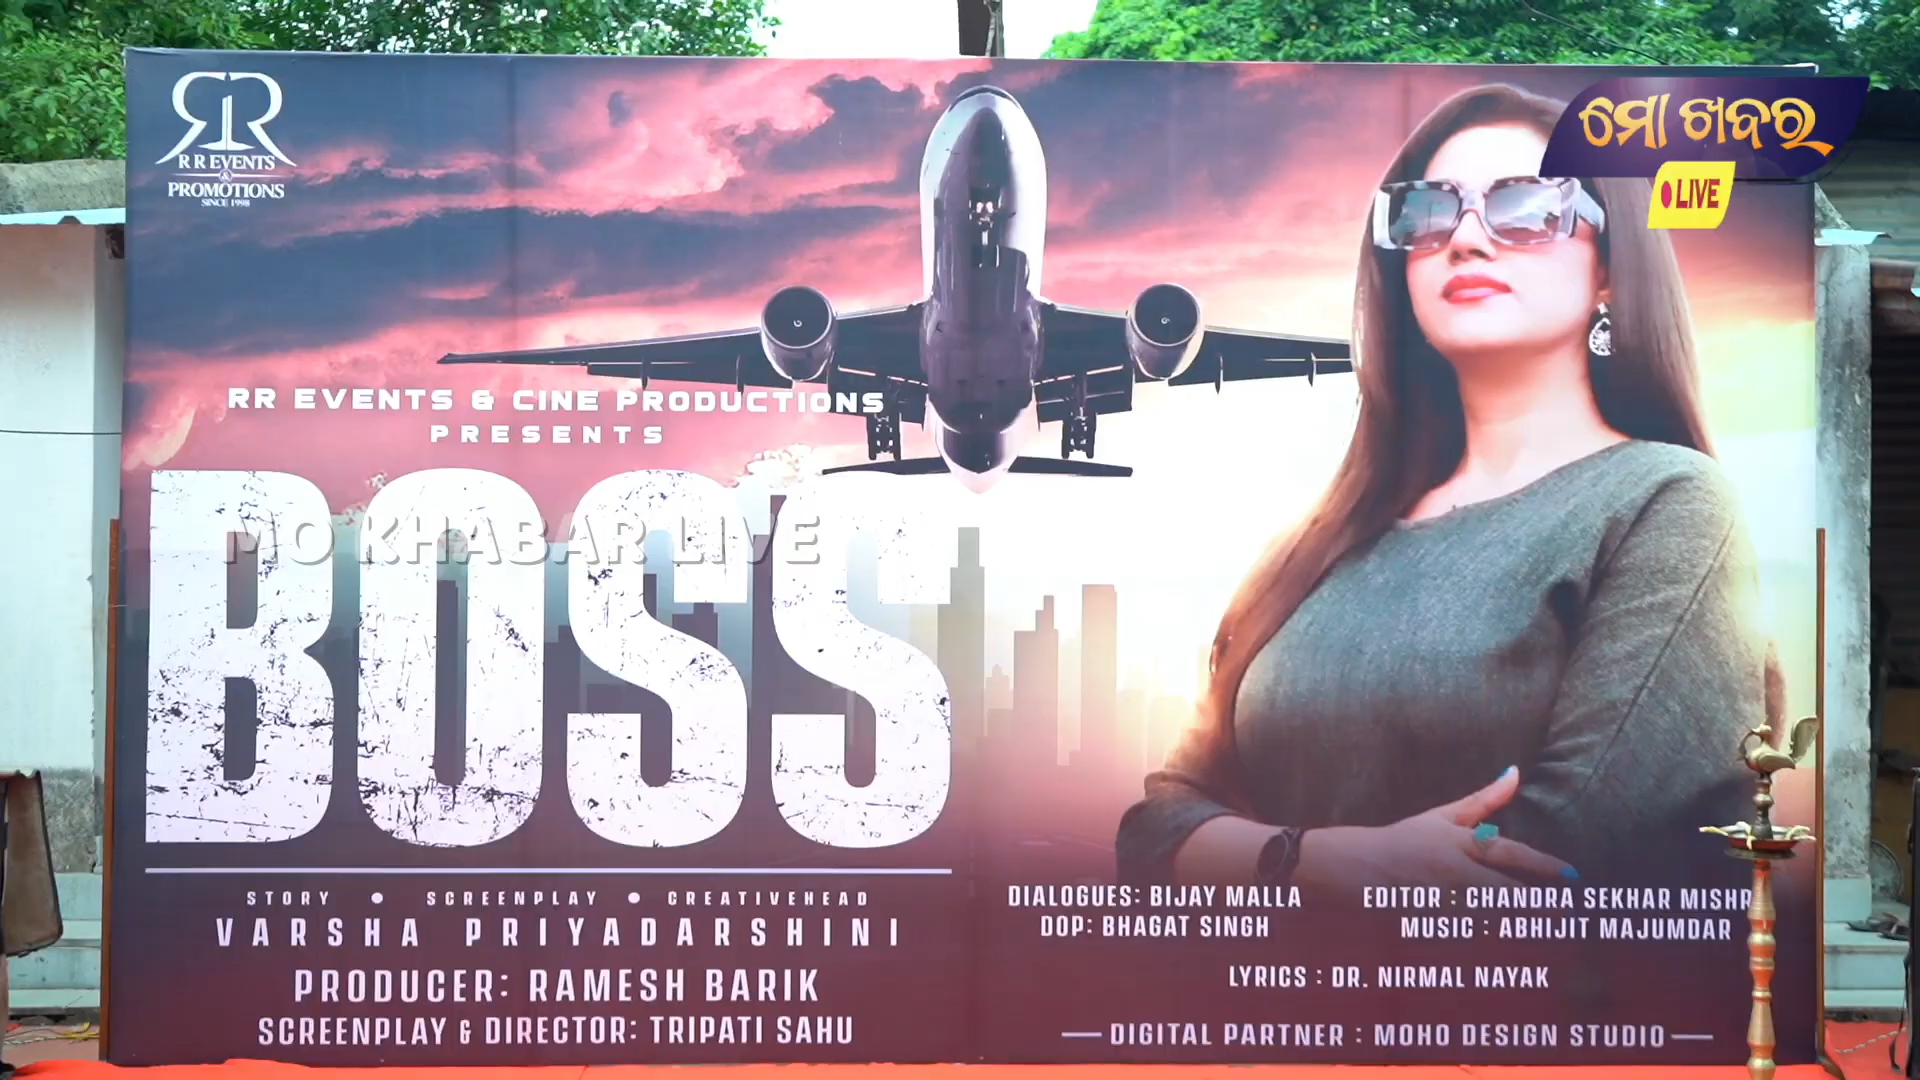 RR
R R EVENTS
&
PROMOTIONS
SINCE 1998
ମୋ ଖବର
LIVE
RR EVENTS & CINE PRODUCTIONS
PRESENTS
BOSS
MO KHABAR LIVE
STORY • SCREENPLAY • CREATIVEHEAD
VARSHA PRIYADARSHINI
PRODUCER: RAMESH BARIK
SCREENPLAY & DIRECTOR: TRIPATI SAHU
DIALOGUES: BIJAY MALLA
DOP: BHAGAT SINGH
EDITOR : CHANDRA SEKHAR MISHR
MUSIC : ABHIJIT MAJUMDAR
LYRICS : DR. NIRMAL NAYAK
— DIGITAL PARTNER : MOHO DESIGN STUDIO —